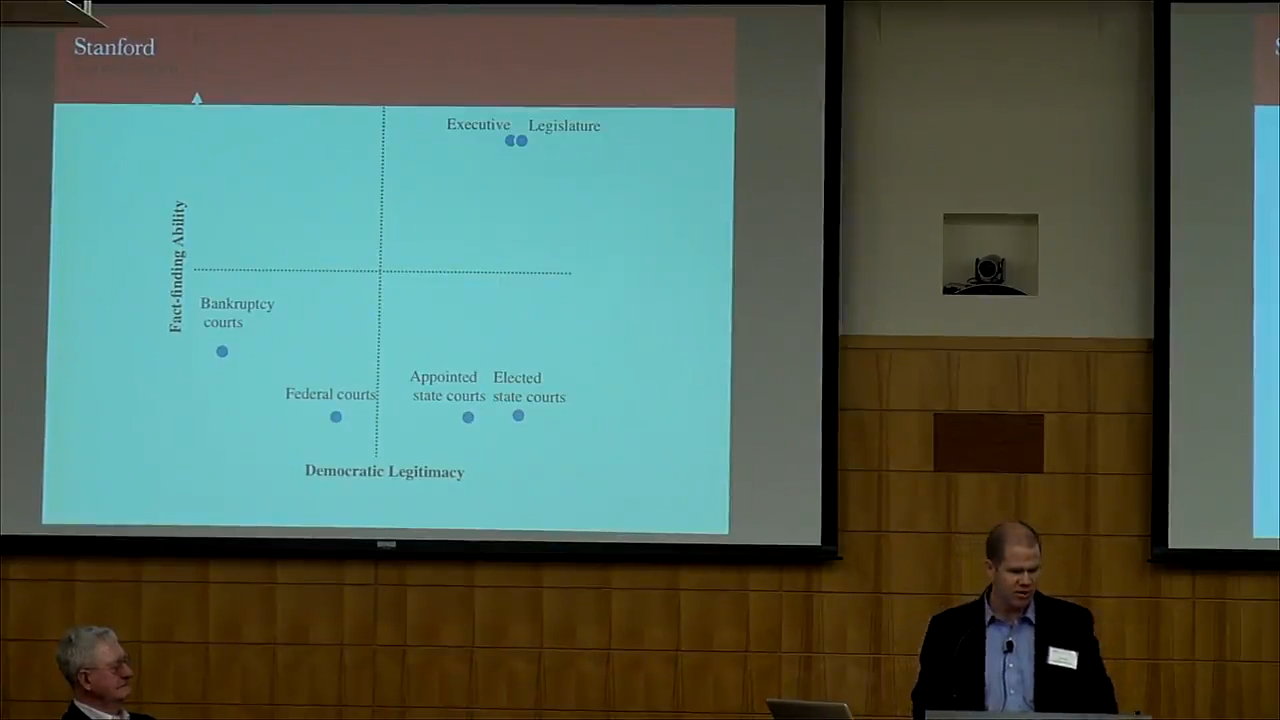 Stanford
Executive
Legislature
Fact-finding Ability
Bankruptcy
courts
Federal courts
Appointed
state courts
Elected
state courts
Democratic Legitimacy